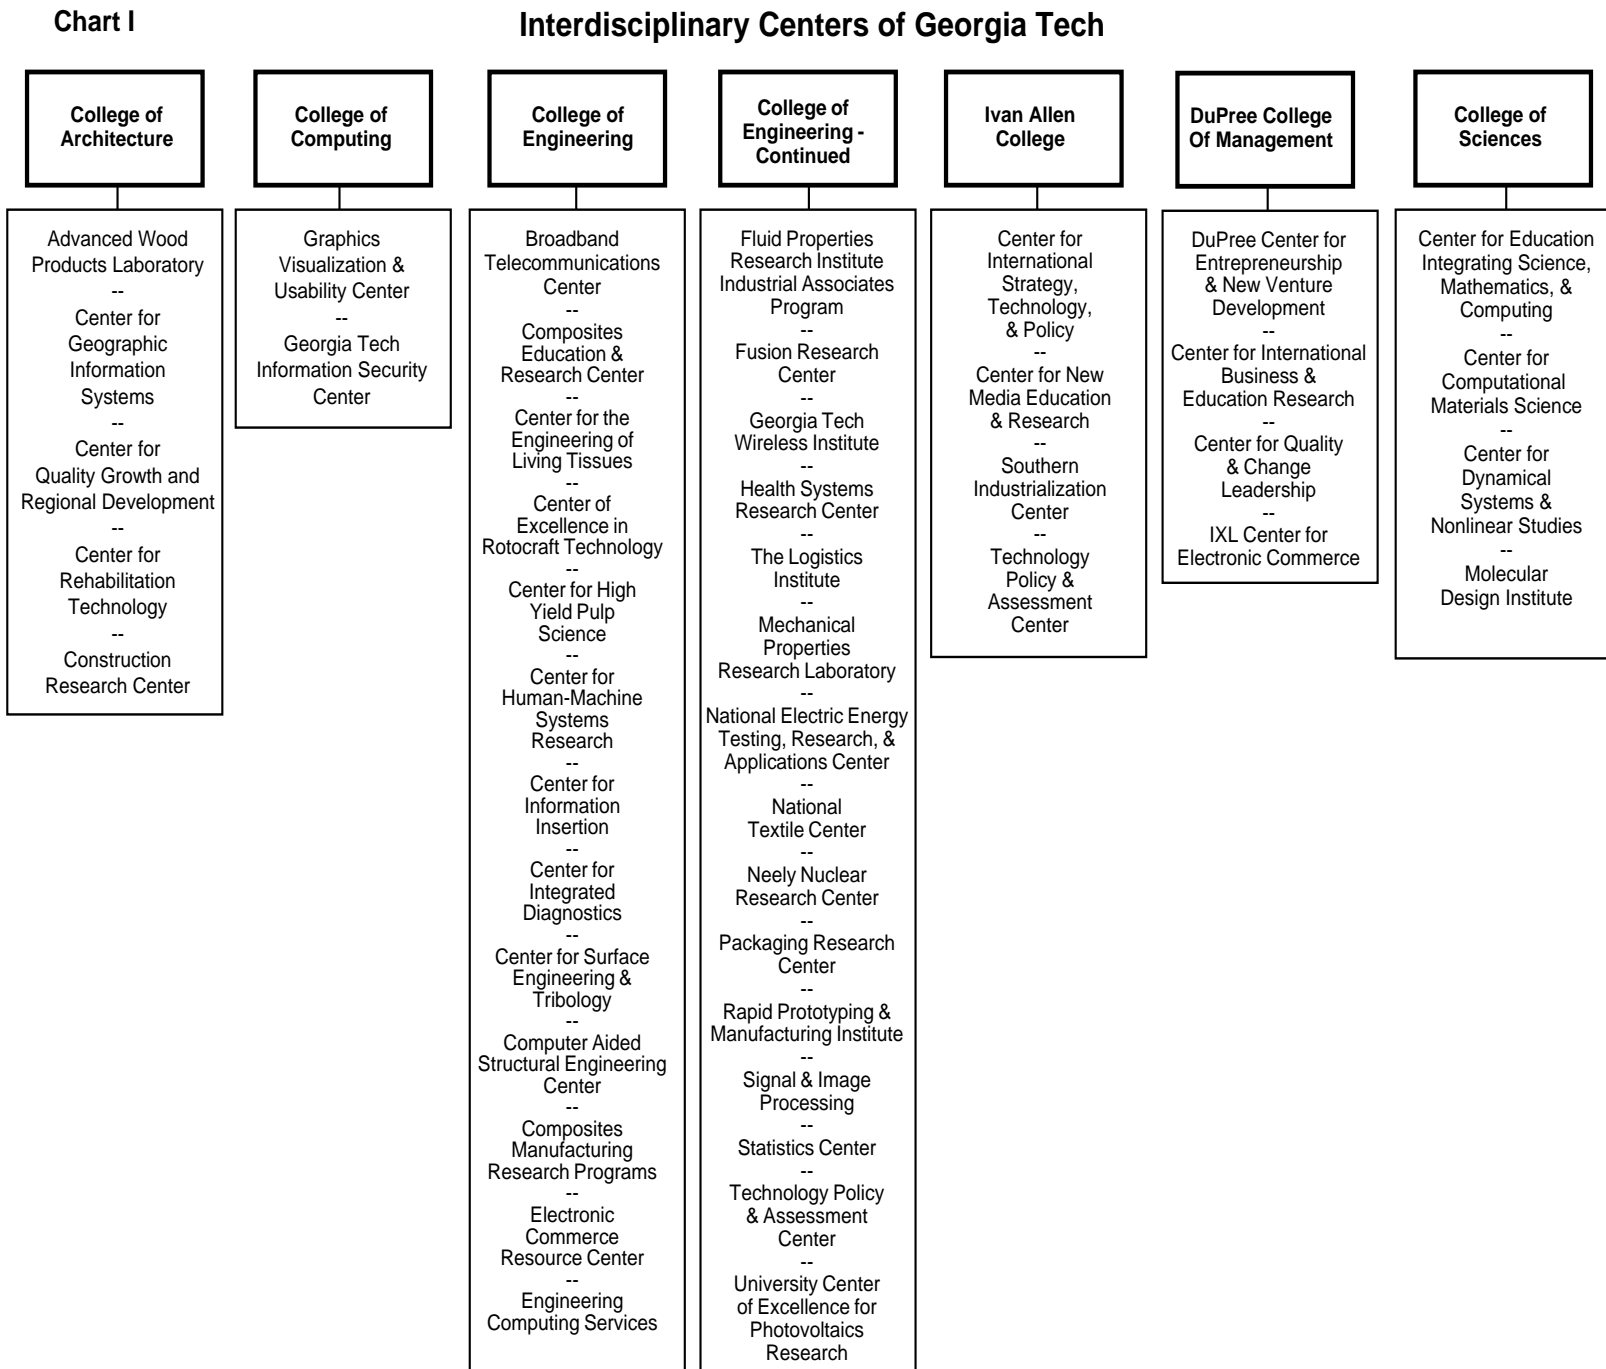 Chart I
Interdisciplinary Centers of Georgia Tech
College of
Architecture
Advanced Wood
Products Laboratory
--
Center for
Geographic
Information
Systems
--
Center for
Quality Growth and
Regional Development
--
Center for
Rehabilitation
Technology
--
Construction
Research Center
College of
Computing
Graphics
Visualization &
Usability Center
--
Georgia Tech
Information Security
Center
College of
Engineering
Broadband
Telecommunications
Center
--
Composites
Education &
Research Center
--
Center for the
Engineering of
Living Tissues
--
Center of
Excellence in
Rotocraft Technology
--
Center for High
Yield Pulp
Science
--
Center for
Human-Machine
Systems
Research
--
Center for
Information
Insertion
--
Center for
Integrated
Diagnostics
--
Center for Surface
Engineering &
Tribology
--
Computer Aided
Structural Engineering
Center
--
Composites
Manufacturing
Research Programs
--
Electronic
Commerce
Resource Center
--
Engineering
Computing Services
College of
Engineering -
Continued
Fluid Properties
Research Institute
Industrial Associates
Program
--
Fusion Research
Center
--
Georgia Tech
Wireless Institute
--
Health Systems
Research Center
--
The Logistics
Institute
--
Mechanical
Properties
Research Laboratory
--
National Electric Energy
Testing, Research, &
Applications Center
--
National
Textile Center
--
Neely Nuclear
Research Center
--
Packaging Research
Center
--
Rapid Prototyping &
Manufacturing Institute
--
Signal & Image
Processing
--
Statistics Center
--
Technology Policy
& Assessment
Center
--
University Center
of Excellence for
Photovoltaics
Research
Ivan Allen
College
Center for
International
Strategy,
Technology,
& Policy
--
Center for New
Media Education
& Research
--
Southern
Industrialization
Center
--
Technology
Policy &
Assessment
Center
DuPree College
Of Management
DuPree Center for
Entrepreneurship
& New Venture
Development
--
Center for International
Business &
Education Research
--
Center for Quality
& Change
Leadership
--
IXL Center for
Electronic Commerce
College of
Sciences
Center for Education
Integrating Science,
Mathematics, &
Computing
--
Center for
Computational
Materials Science
--
Center for
Dynamical
Systems &
Nonlinear Studies
--
Molecular
Design Institute